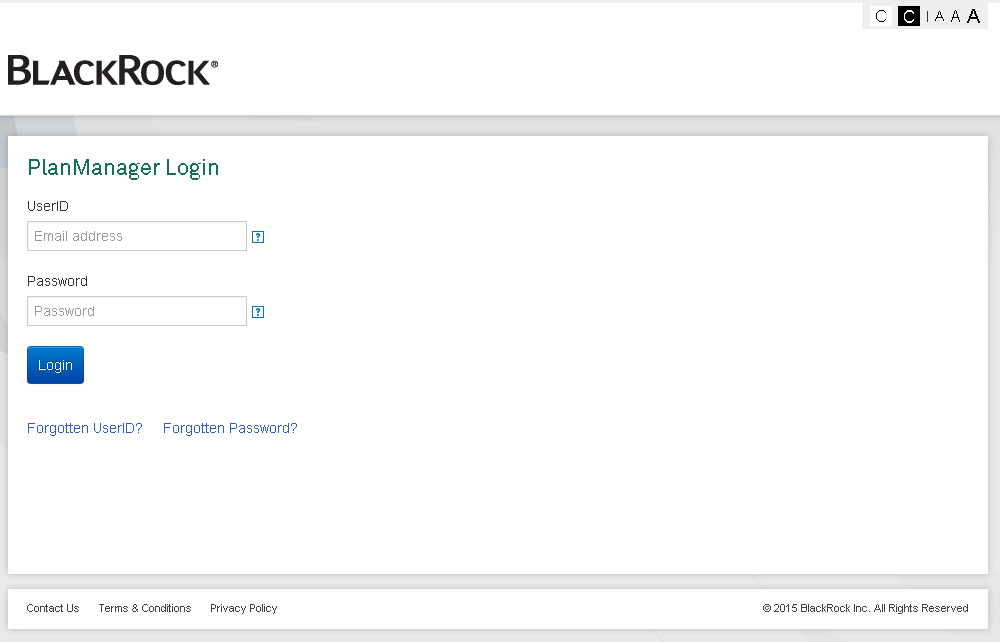 C C | A A A
BLACKROCK®
PlanManager Login
UserID
Email address ?
Password
Password ?
Login
Forgotten UserID? Forgotten Password?
Contact Us Terms & Conditions Privacy Policy © 2015 BlackRock Inc. All Rights Reserved